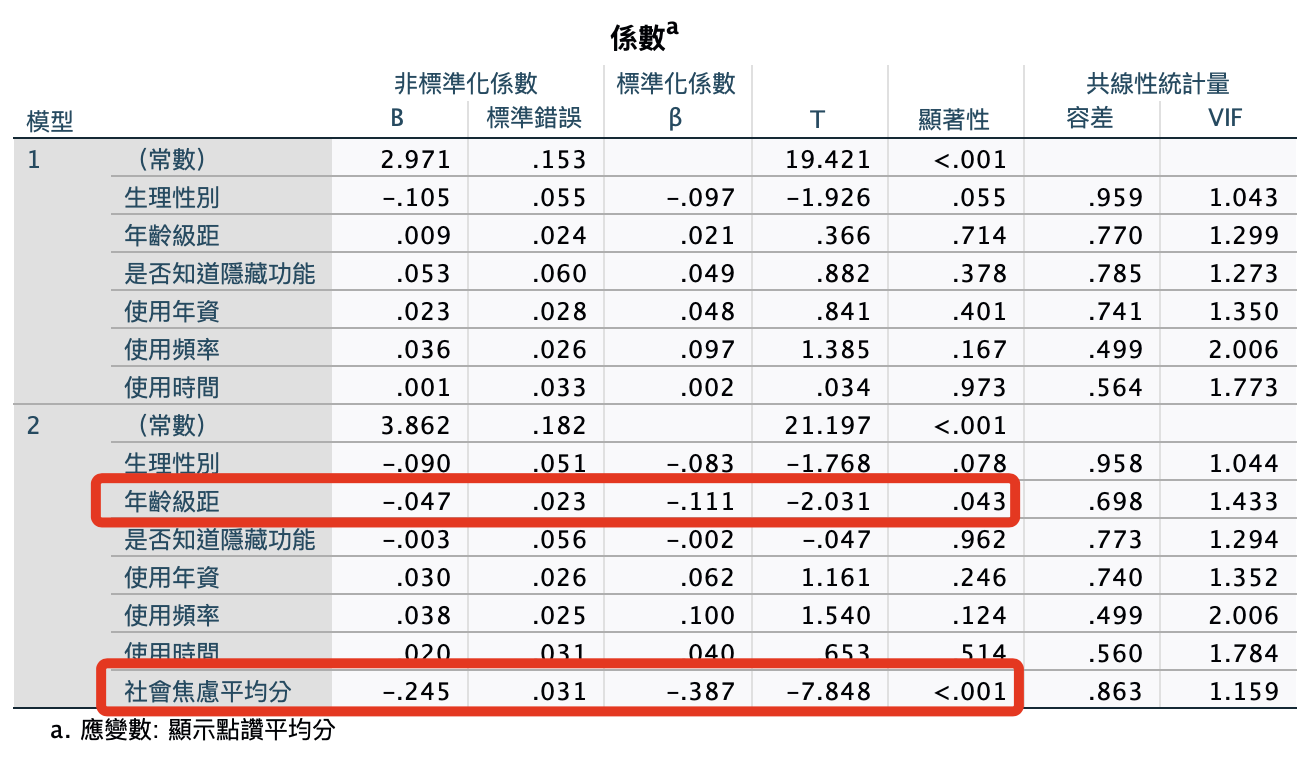 係數a
非標準化係數 標準化係數 共線性統計量
模型 B 標準錯誤 β T 顯著性 容差 VIF
1 （常數） 2.971 .153 19.421 <.001
生理性別 -.105 .055 -.097 -1.926 .055 .959 1.043
年齡級距 .009 .024 .021 .366 .714 .770 1.299
是否知道隱藏功能 .053 .060 .049 .882 .378 .785 1.273
使用年資 .023 .028 .048 .841 .401 .741 1.350
使用頻率 .036 .026 .097 1.385 .167 .499 2.006
使用時間 .001 .033 .002 .034 .973 .564 1.773
2 （常數） 3.862 .182 21.197 <.001
生理性別 -.090 .051 -.083 -1.768 .078 .958 1.044
年齡級距 -.047 .023 -.111 -2.031 .043 .698 1.433
是否知道隱藏功能 -.003 .056 -.002 -.047 .962 .773 1.294
使用年資 .030 .026 .062 1.161 .246 .740 1.352
使用頻率 .038 .025 .100 1.540 .124 .499 2.006
使用時間 .020 .031 .040 .653 .514 .560 1.784
社會焦慮平均分 -.245 .031 -.387 -7.848 <.001 .863 1.159
a. 應變數: 顯示點讚平均分